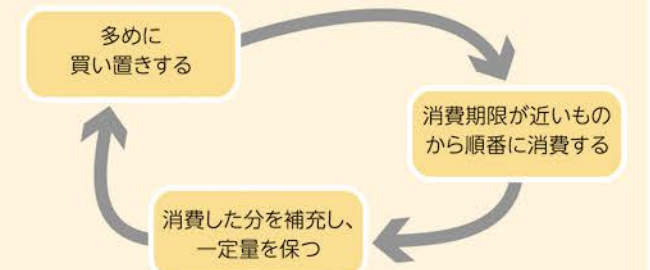 多めに
買い置きする
消費期限が近いもの
から順番に消費する
消費した分を補充し、
一定量を保つ